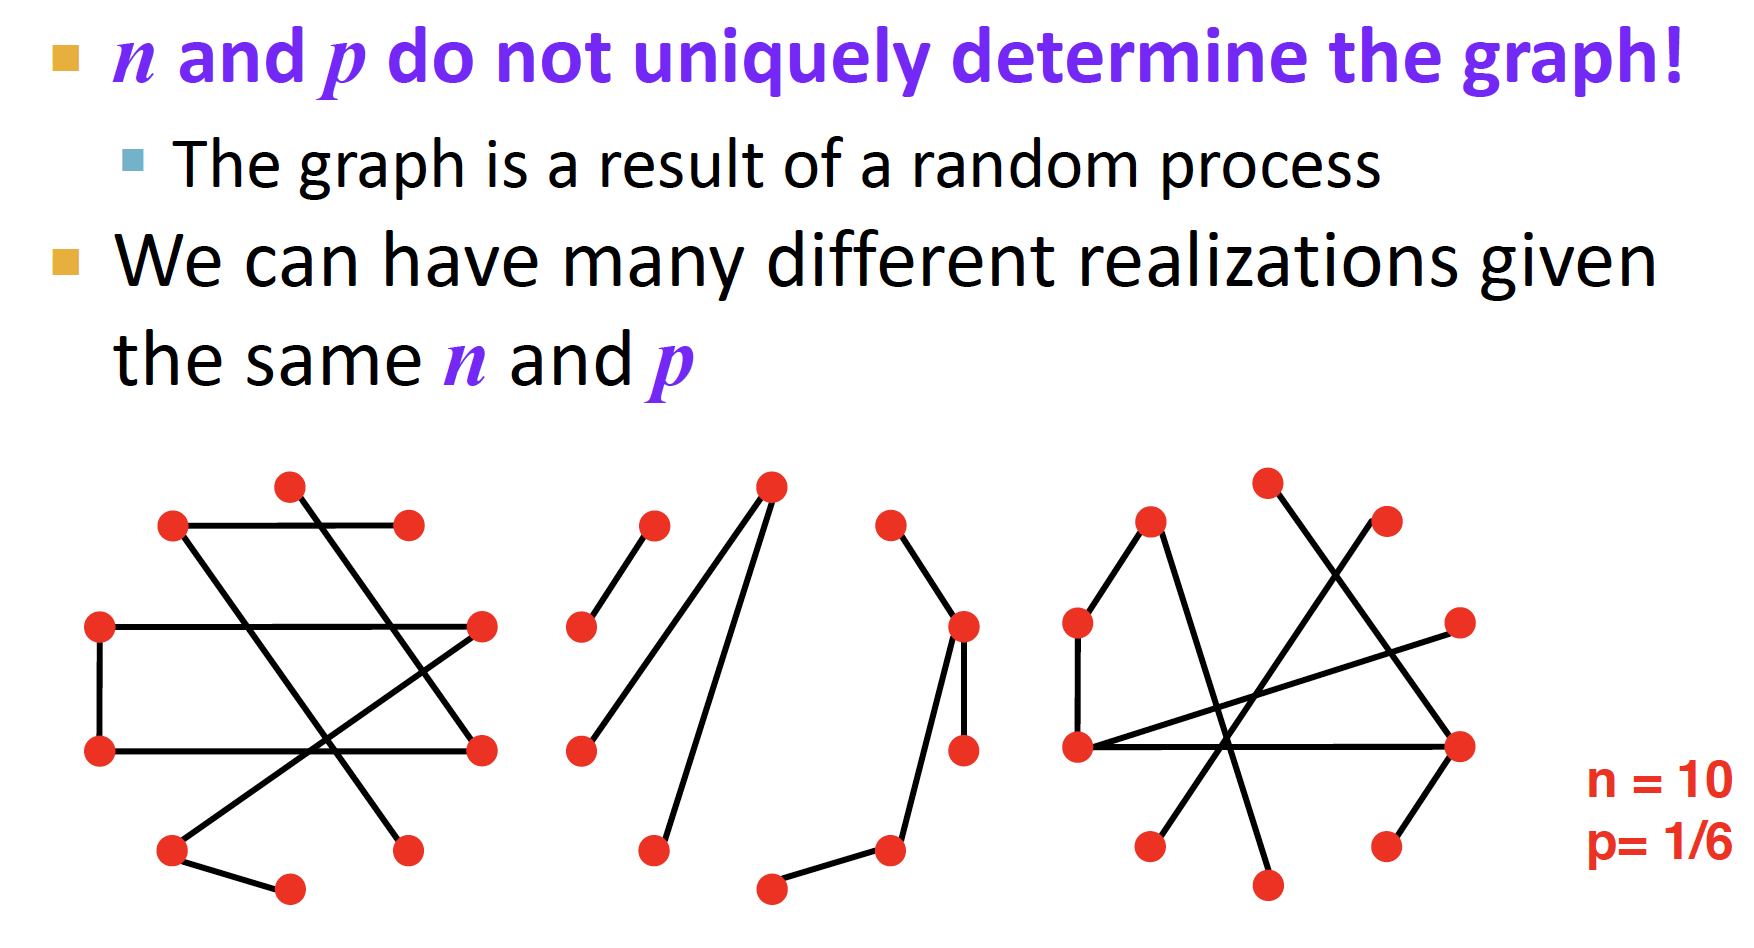 n and p do not uniquely determine the graph!
The graph is a result of a random process
We can have many different realizations given
the same n and p
n = 10
p= 1/6